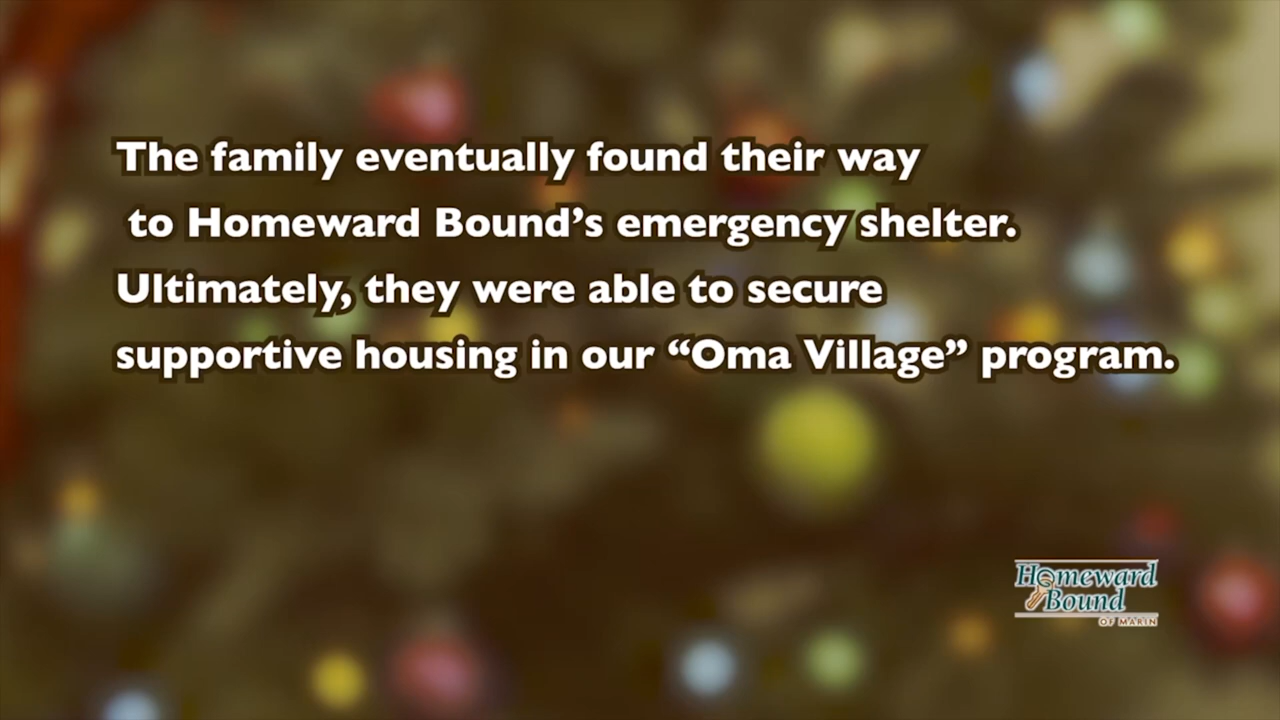 The family eventually found their way
to Homeward Bound’s emergency shelter.
Ultimately, they were able to secure
supportive housing in our “Oma Village” program.
Homeward
Bound
OF MARIN